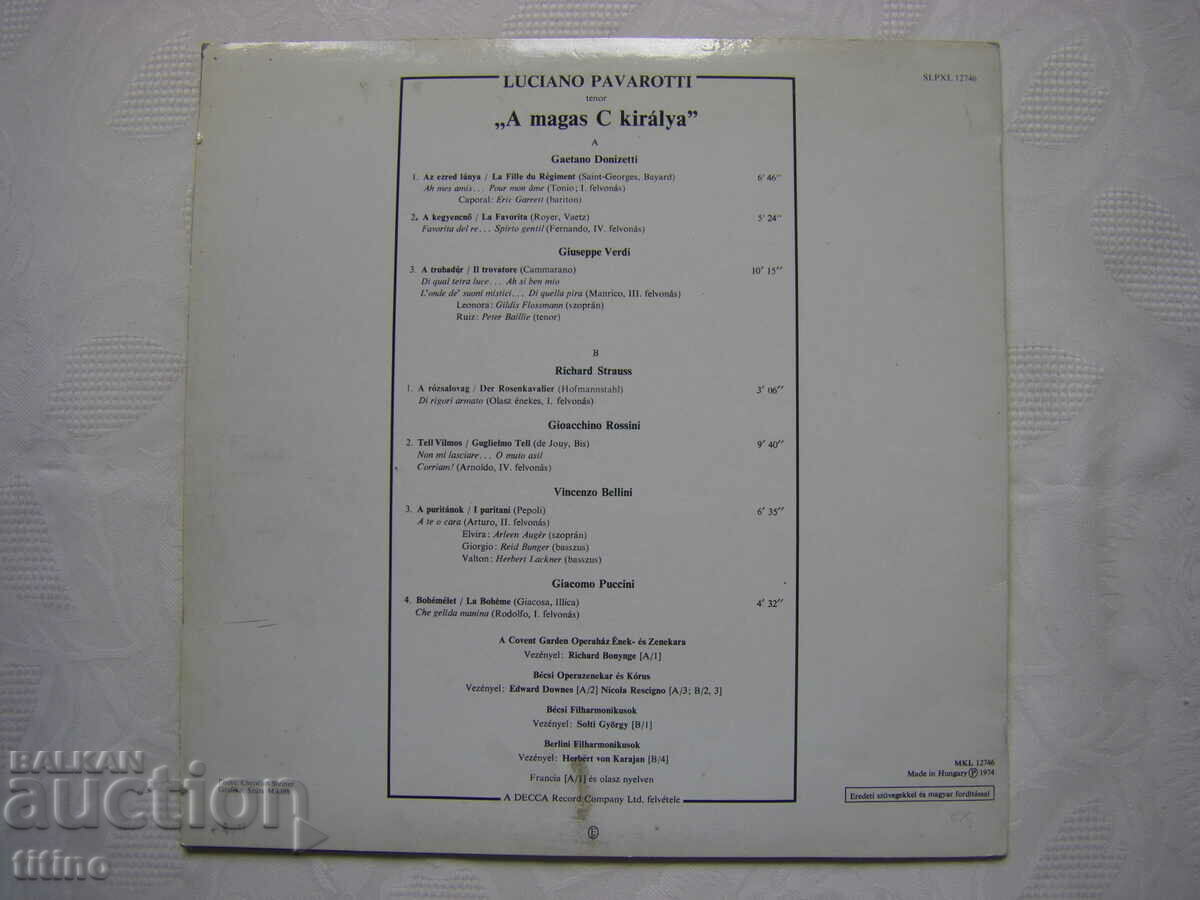 LUCIANO PAVAROTTI
SLPXL 12746
tenor
„A magas C királya”
A
Gaetano Donizetti
1. Az ezred lánya / La Fille du Régiment (Saint-Georges, Bayard) 6′ 46″
Ah mes amis... Pour mon âme (Tonio; I. felvonás)
Caporal: Eric Garrett (bariton)
2. A kegyencnő / La Favorita (Royer, Vaetz) 5′ 24″
Favorita del re... Spirto gentil (Fernando, IV. felvonás)
Giuseppe Verdi
3. A trubadúr / Il trovatore (Cammarano) 10′ 15″
Di qual tetra luce... Ah si ben mio
L'onde de' suoni mistici... Di quella pira (Manrico, III. felvonás)
Leonora: Gildis Flossmann (szoprán)
Ruiz: Peter Baillie (tenor)
B
Richard Strauss
1. A rózsalovag / Der Rosenkavalier (Hofmannstahl) 3′ 06″
Di rigori armato (Olasz énekes, I. felvonás)
Gioacchino Rossini
2. Tell Vilmos / Guglielmo Tell (de Jouy, Bis) 9′ 40″
Non mi lasciare... O muto asil
Corriam! (Arnoldo, IV. felvonás)
Vincenzo Bellini
3. A puritánok / I puritani (Pepoli) 6′ 35″
A te o cara (Arturo, II. felvonás)
Elvira: Arleen Augér (szoprán)
Giorgio: Reid Bunger (basszus)
Valton: Herbert Lackner (basszus)
Giacomo Puccini
4. Bohémélet / La Bohème (Giacosa, Illica) 4′ 32″
Che gelida manina (Rodolfo, I. felvonás)
A Covent Garden Operaház Ének- és Zenekara
Vezényel: Richard Bonynge [A/1]
Bécsi Operazenekar és Kórus
Vezényel: Edward Downes [A/2] Nicola Rescigno [A/3; B/2, 3]
Bécsi Filharmonikusok
Vezényel: Solti György [B/1]
Berlini Filharmonikusok
Vezényel: Herbert von Karajan [B/4]
Francia [A/1] és olasz nyelven
A DECCA Record Company Ltd. felvétele
MKL 12746
Made in Hungary Ⓟ 1974
Eredeti szövegekkel és magyar fordítással
Christian Steiner
BALKAN
auction
titino